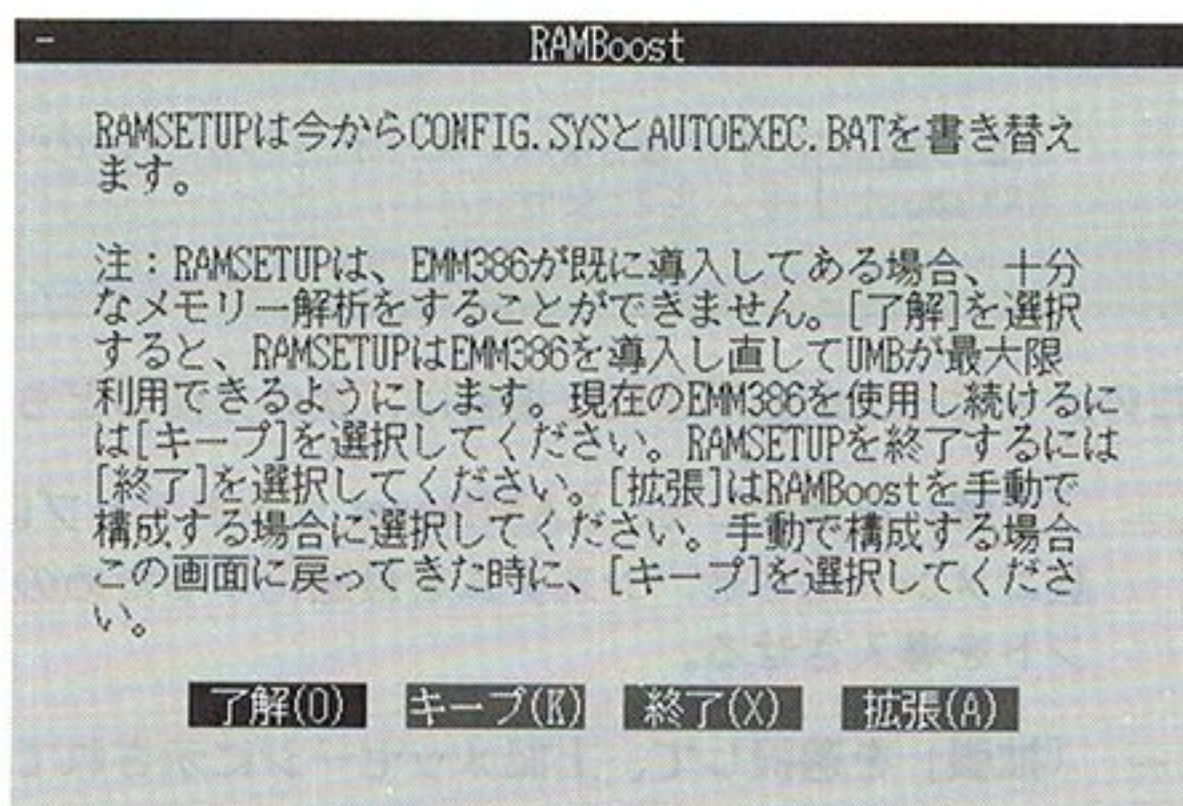 RAMBoost
RAMSETUPは今からCONFIG.SYSとAUTOEXEC.BATを書き替え
ます。
注：RAMSETUPは、EMM386が既に導入してある場合、十分
なメモリー解析をすることができません。[了解]を選択
すると、RAMSETUPはEMM386を導入し直してUMBが最大限
利用できるようにします。現在のEMM386を使用し続けるに
は[キープ]を選択してください。RAMSETUPを終了するには
[終了]を選択してください。[拡張]はRAMBoostを手動で
構成する場合に選択してください。手動で構成する場合
この画面に戻ってきた時に、[キープ]を選択してくださ
い。
了解(O) キープ(K) 終了(X) 拡張(A)